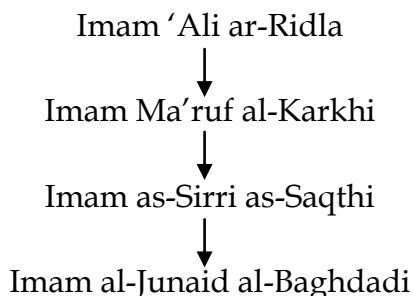 Imam ‘Ali ar-Ridla
Imam Ma’ruf al-Karkhi
Imam as-Sirri as-Saqthi
Imam al-Junaid al-Baghdadi